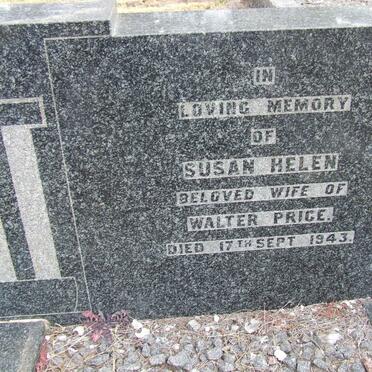 IN
LOVING MEMORY
OF
SUSAN HELEN
BELOVED WIFE OF
WALTER PRICE.
DIED 17TH SEPT 1943.